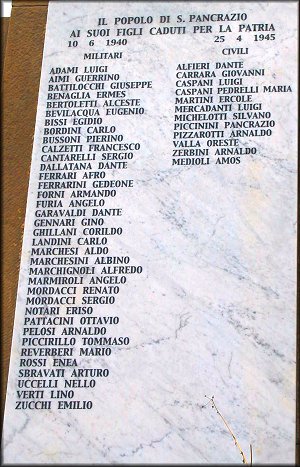 IL POPOLO DI S. PANCRAZIO
AI SUOI FIGLI CADUTI PER LA PATRIA
10 6 1940 25 4 1945
MILITARI
ADAMI LUIGI
AIMI GUERRINO
BATTILOCCHI GIUSEPPE
BENAGLIA ERMES
BERTOLETTI ALCESTE
BEVILACQUA EUGENIO
BISSI EGIDIO
BORDINI CARLO
BUSSONI PIERINO
CALZETTI FRANCESCO
CANTARELLI SERGIO
DALLATANA DANTE
FERRARI AFRO
FERRARINI GEDEONE
FORNI ARMANDO
FURIA ANGELO
GARAVALDI DANTE
GENNARI GINO
GHILLANI CORILDO
LANDINI CARLO
MARCHESI ALDO
MARCHESINI ALBINO
MARCHIGNOLI ALFREDO
MARMIROLI ANGELO
MORDACCI RENATO
MORDACCI SERGIO
NOTARI ERISO
PATTACINI OTTAVIO
PELOSI ARNALDO
PICCIRILLO TOMMASO
REVERBERI MARIO
ROSSI ENEA
SBRAVATI ARTURO
UCCELLI NELLO
VERTI LINO
ZUCCHI EMILIO
CIVILI
ALFIERI DANTE
CARRARA GIOVANNI
CASPANI LUIGI
CASPANI PEDRELLI MARIA
MARTINI ERCOLE
MERCADANTI LUIGI
MICHELOTTI SILVANO
PICCININI PANCRAZIO
PIZZAROTTI ARNALDO
VALLA ORESTE
ZERBINI ARNALDO
MEDIOLI AMOS